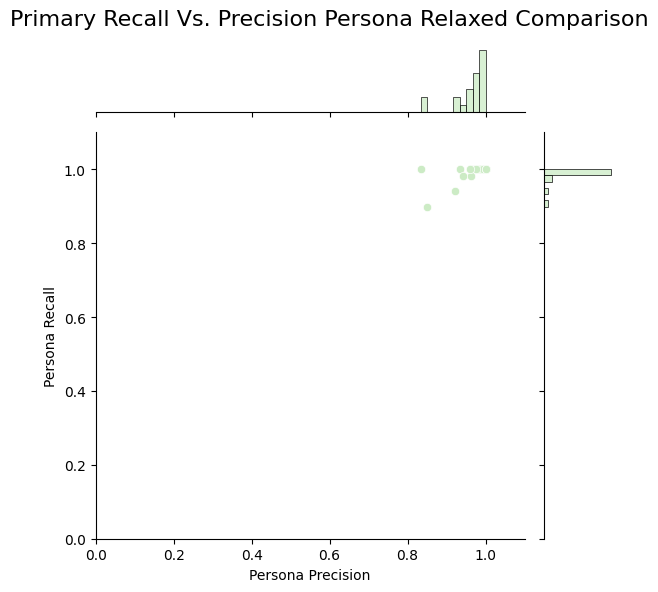 Primary Recall Vs. Precision Persona Relaxed Comparison
1.0
0.8
0.6
0.4
0.2
0.0
Persona Recall
0.0 0.2 0.4 0.6 0.8 1.0
Persona Precision